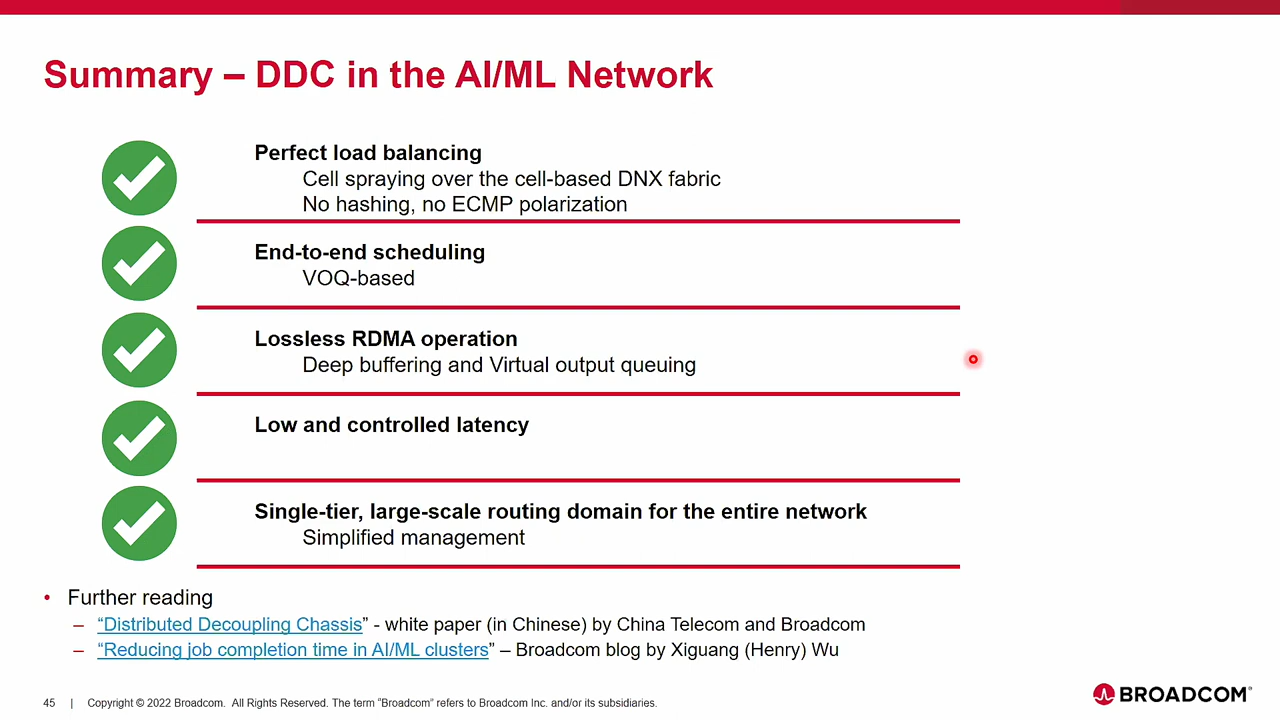 Summary – DDC in the AI/ML Network
Perfect load balancing
Cell spraying over the cell-based DNX fabric
No hashing, no ECMP polarization
End-to-end scheduling
VOQ-based
Lossless RDMA operation
Deep buffering and Virtual output queuing
Low and controlled latency
Single-tier, large-scale routing domain for the entire network
Simplified management
• Further reading
– “Distributed Decoupling Chassis” - white paper (in Chinese) by China Telecom and Broadcom
– “Reducing job completion time in AI/ML clusters” – Broadcom blog by Xiguang (Henry) Wu
45 | Copyright © 2022 Broadcom. All Rights Reserved. The term “Broadcom” refers to Broadcom Inc. and/or its subsidiaries.
BROADCOM®